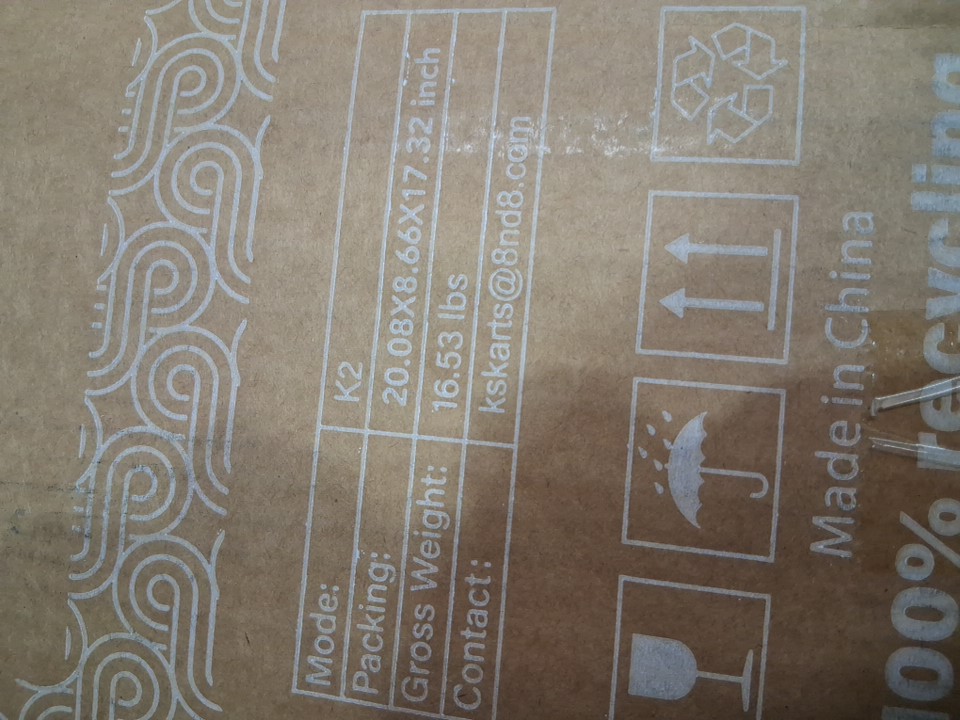 Mode: K2
Packing: 20.08X8.66X17.32 inch
Gross Weight: 16.53 lbs
Contact: kskarts@8nd8.com
Made in China
100% recycling